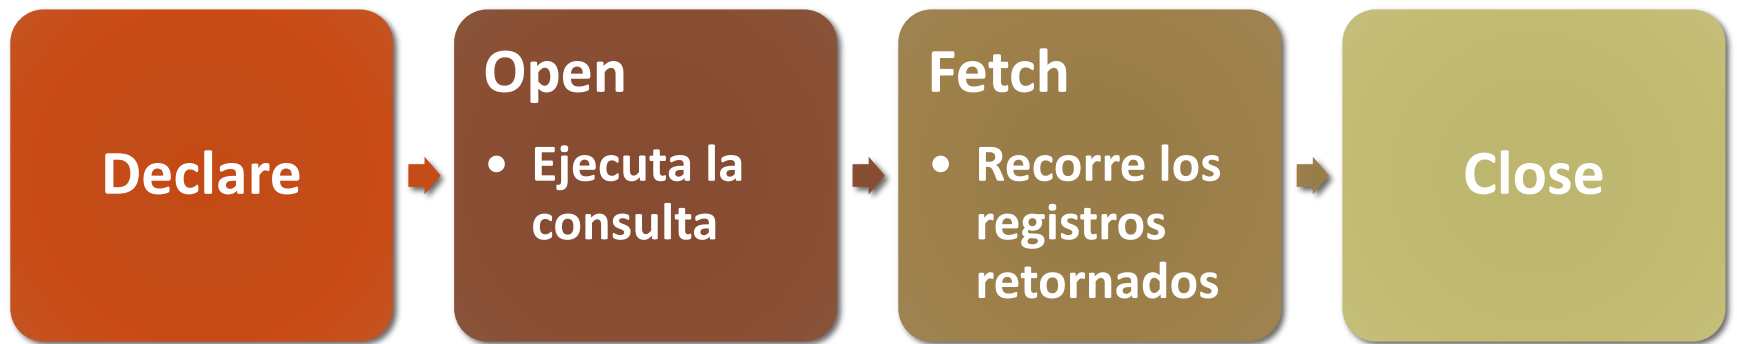 Declare
Open
• Ejecuta la
consulta
Fetch
• Recorre los
registros
retornados
Close